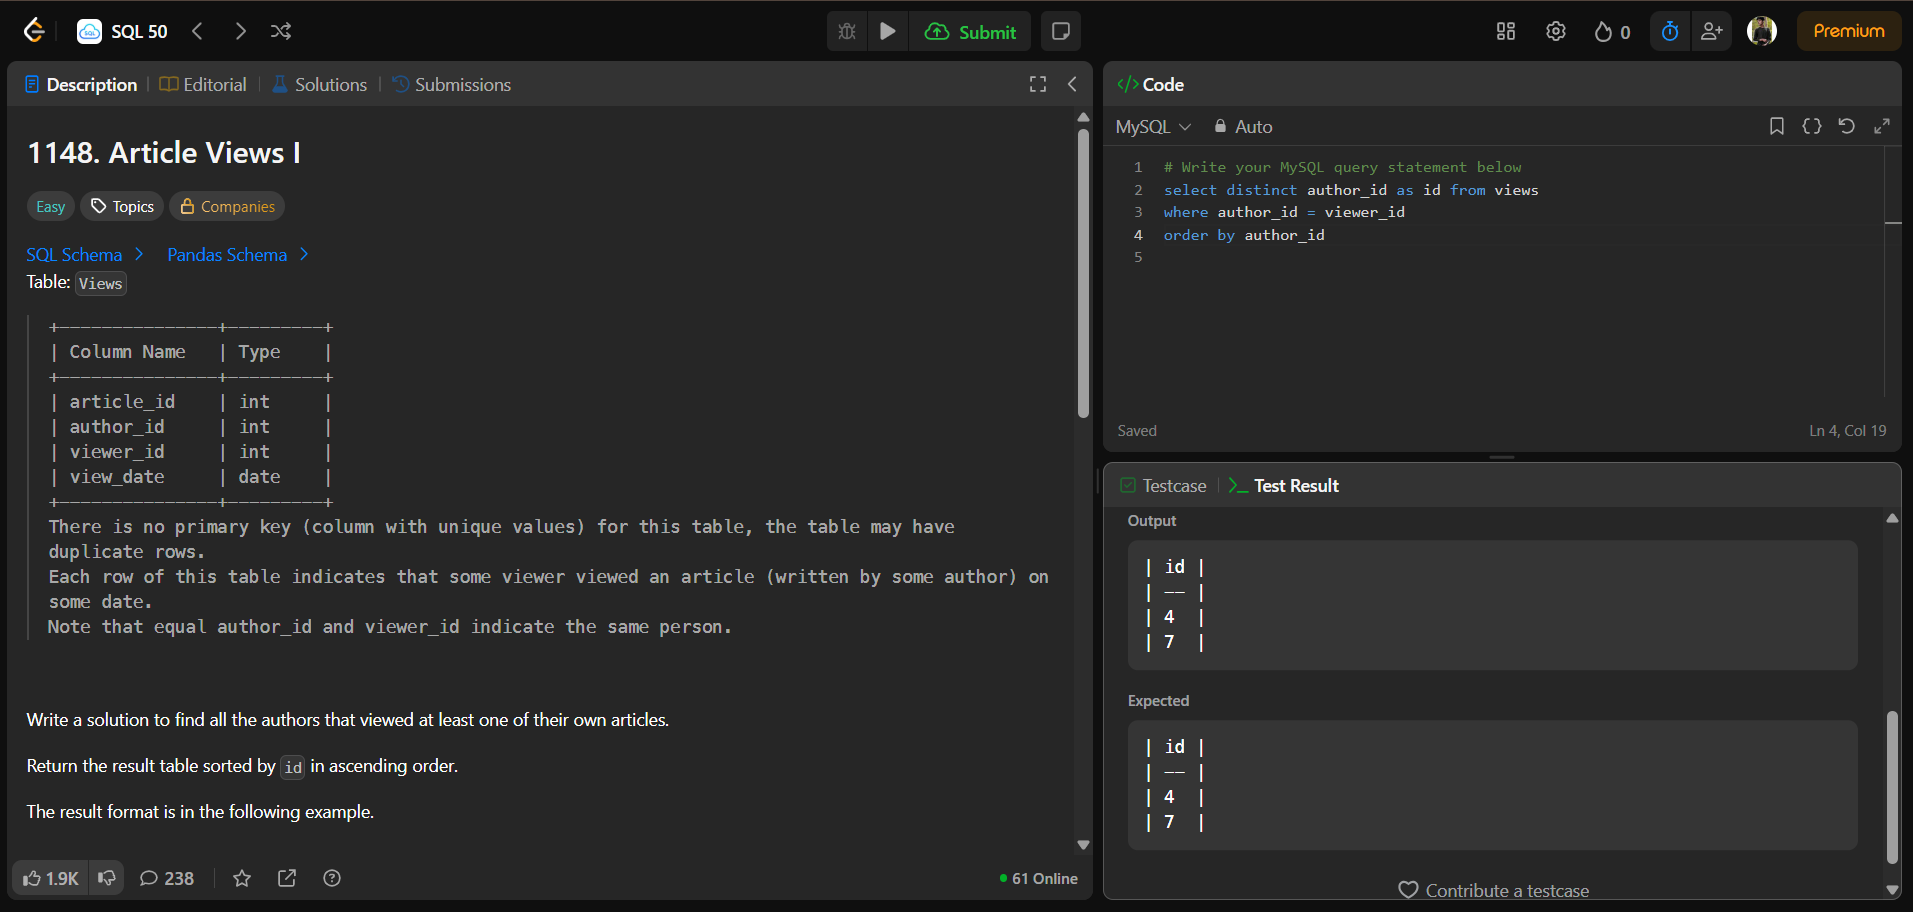 SQL 50
Submit
0
Premium
Description
Editorial
Solutions
Submissions
1148. Article Views I
Easy
Topics
Companies
SQL Schema
Pandas Schema
Table: Views
+---------------+---------+
| Column Name   | Type    |
+---------------+---------+
| article_id    | int     |
| author_id     | int     |
| viewer_id     | int     |
| view_date     | date    |
+---------------+---------+
There is no primary key (column with unique values) for this table, the table may have
duplicate rows.
Each row of this table indicates that some viewer viewed an article (written by some author) on
some date.
Note that equal author_id and viewer_id indicate the same person.
Write a solution to find all the authors that viewed at least one of their own articles.
Return the result table sorted by id in ascending order.
The result format is in the following example.
1.9K
238
61 Online
</> Code
MySQL
Auto
1 # Write your MySQL query statement below
2 select distinct author_id as id from views
3 where author_id = viewer_id
4 order by author_id
5
Saved
Ln 4, Col 19
Testcase
>_ Test Result
Output
| id |
| -- |
| 4  |
| 7  |
Expected
| id |
| -- |
| 4  |
| 7  |
Contribute a testcase